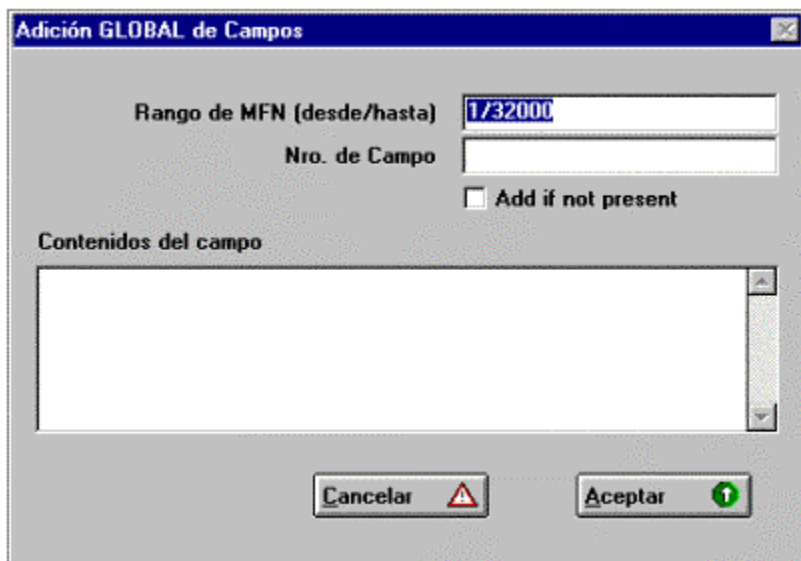 Adición GLOBAL de Campos
Rango de MFN (desde/hasta) 1/32000
Nro. de Campo
Add if not present
Contenidos del campo
Cancelar Aceptar